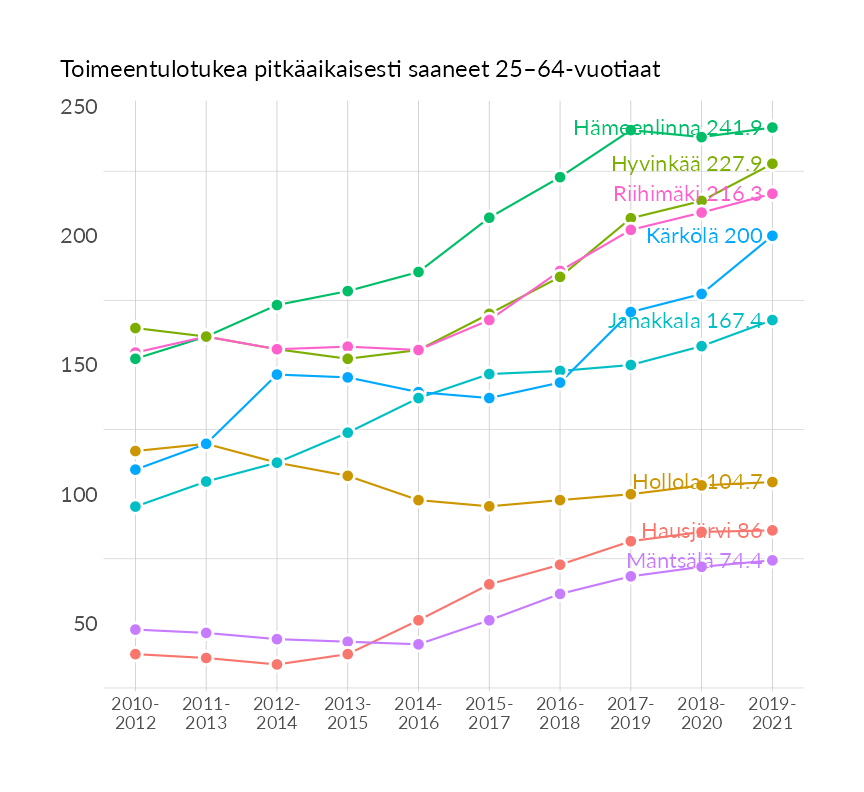 Toimeentulotukea pitkäaikaisesti saaneet 25–64-vuotiaat
250
200
150
100
50
Hämeenlinna 241.9
Hyvinkää 227.9
Riihimäki 216.3
Kärkölä 200
Janakkala 167.4
Hollola 104.7
Hausjärvi 86
Mäntsälä 74.4
2010-
2012
2011-
2013
2012-
2014
2013-
2015
2014-
2016
2015-
2017
2016-
2018
2017-
2019
2018-
2020
2019-
2021